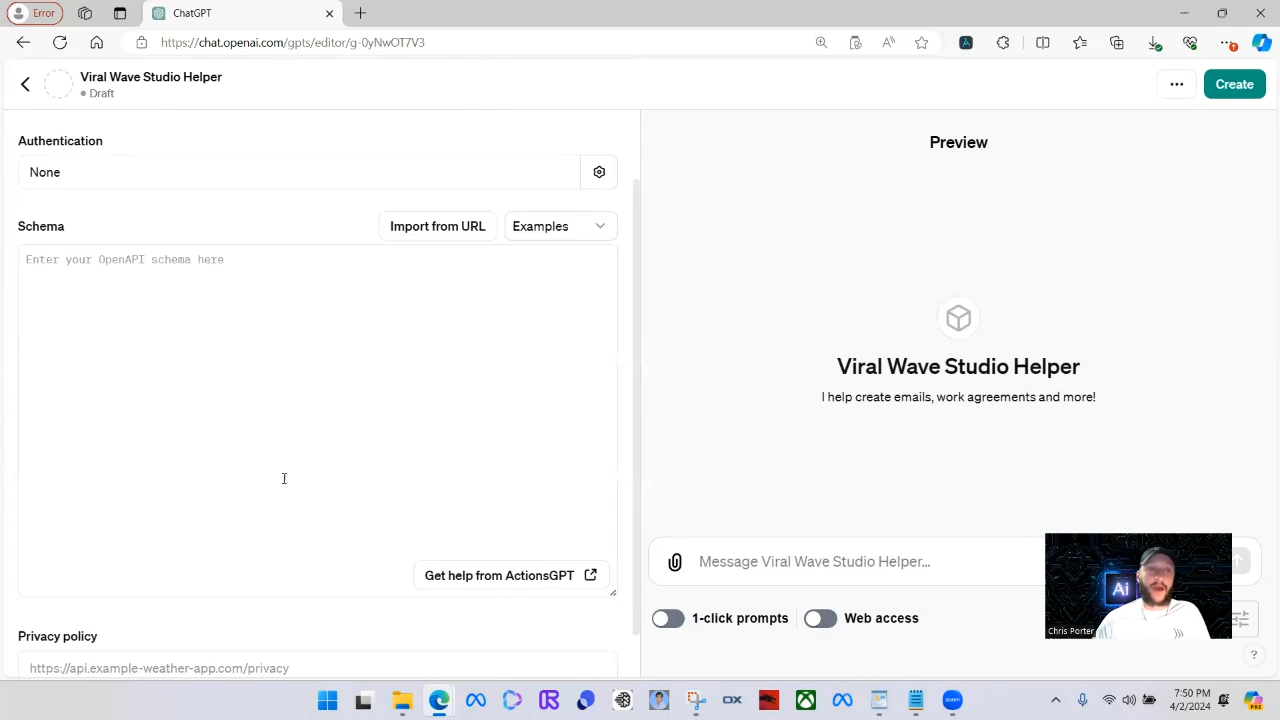 Error
ChatGPT
https://chat.openai.com/gpts/editor/g-0yNwOT7V3
Viral Wave Studio Helper
Draft
Create
Authentication
None
Schema
Import from URL
Examples
Enter your OpenAPI schema here
Get help from ActionsGPT
Privacy policy
https://api.example-weather-app.com/privacy
Preview
Viral Wave Studio Helper
I help create emails, work agreements and more!
Message Viral Wave Studio Helper...
1-click prompts
Web access
Ai
Chris Porter
?
DX
zoom
7:50 PM
4/2/2024